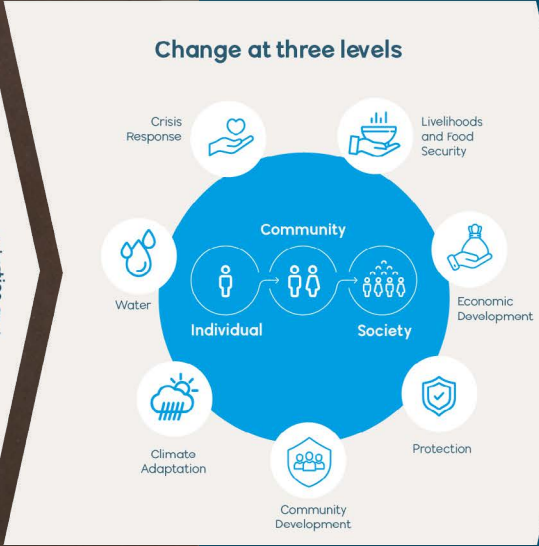 Change at three levels
Crisis
Response
Livelihoods
and Food
Security
Community
Water
Individual
Society
Economic
Development
Climate
Adaptation
Protection
Community
Development